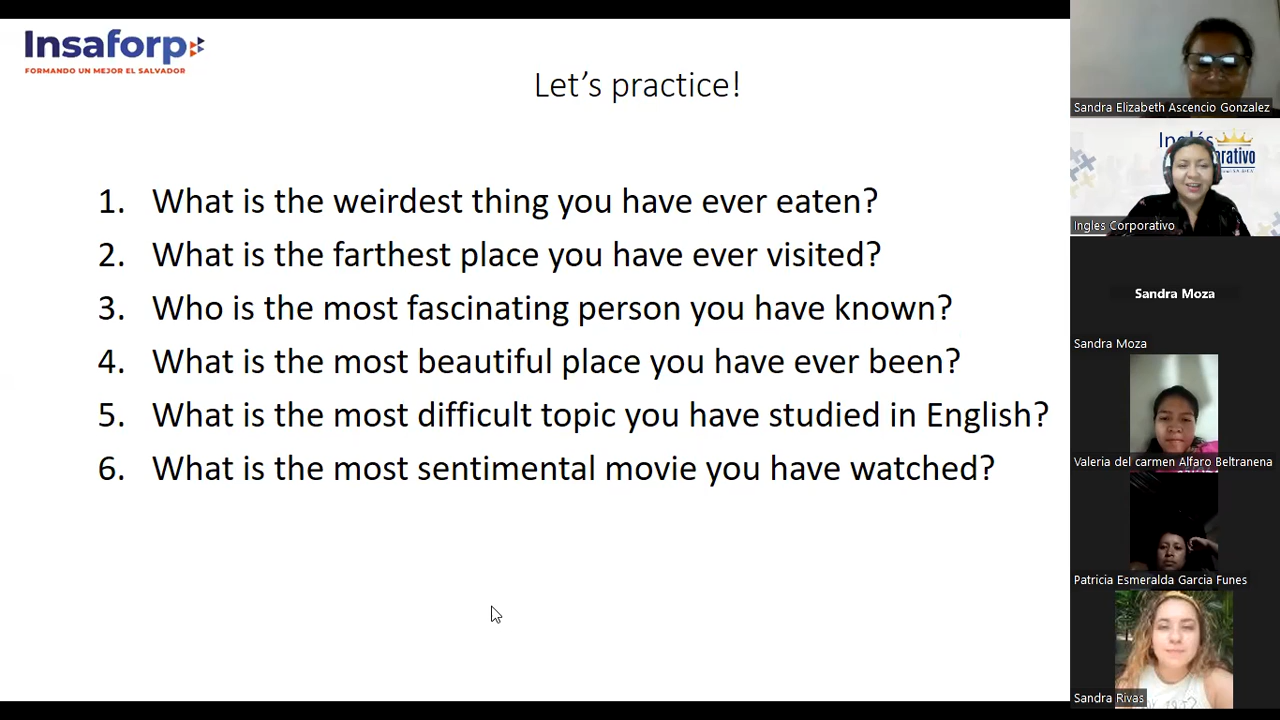 Insaforp
FORMANDO UN MEJOR EL SALVADOR
Let's practice!
1. What is the weirdest thing you have ever eaten?
2. What is the farthest place you have ever visited?
3. Who is the most fascinating person you have known?
4. What is the most beautiful place you have ever been?
5. What is the most difficult topic you have studied in English?
6. What is the most sentimental movie you have watched?
Sandra Elizabeth Ascencio Gonzalez
Inglés
Ingles Corporativo
Sandra Moza
Sandra Moza
Valeria del carmen Alfaro Beltranena
Patricia Esmeralda Garcia Funes
Sandra Rivas